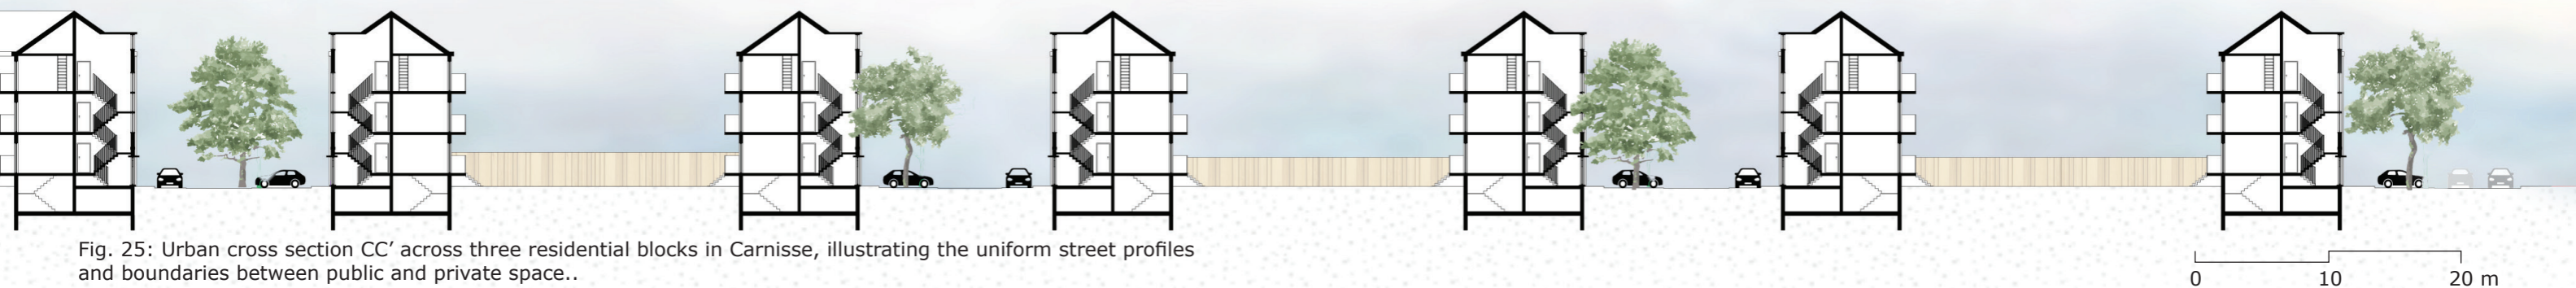 Fig. 25: Urban cross section CC’ across three residential blocks in Carnisse, illustrating the uniform street profiles
and boundaries between public and private space..
0 10 20 m